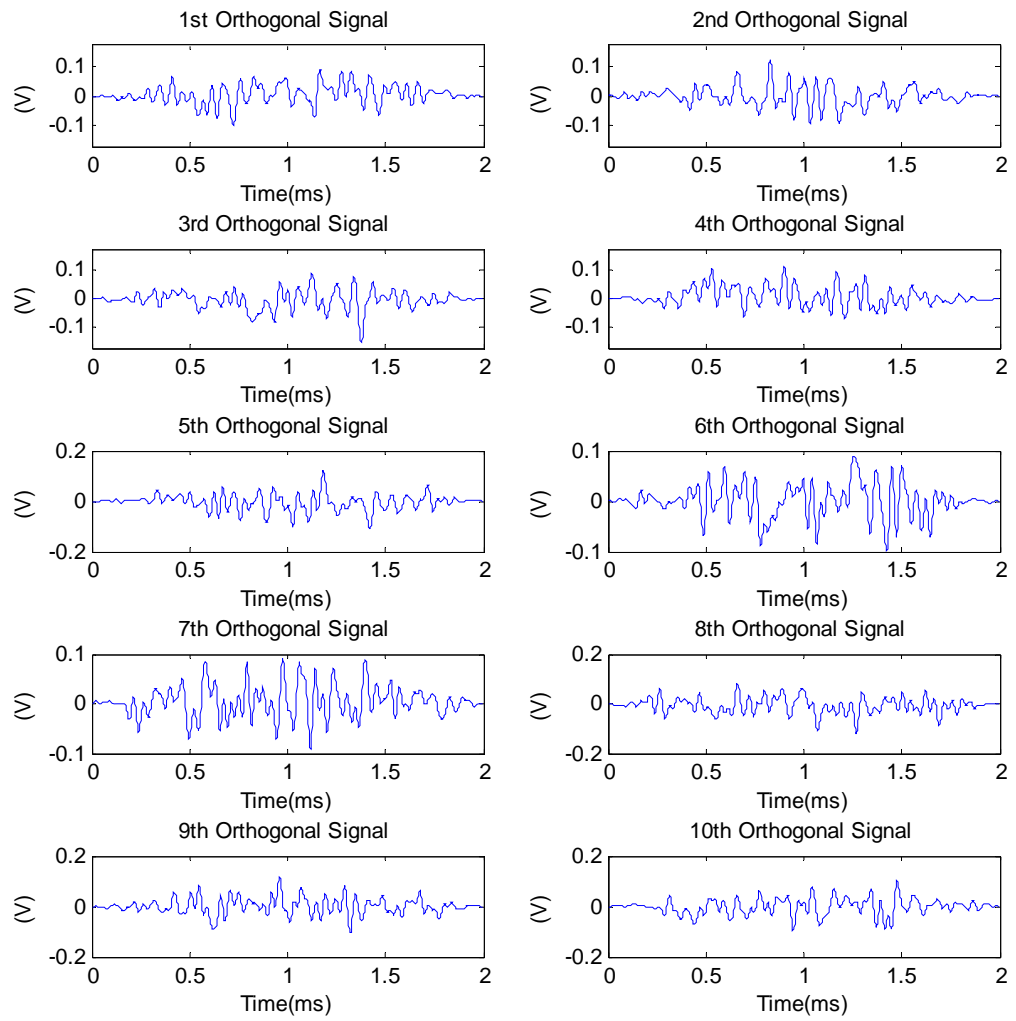 1st Orthogonal Signal
(V)
0.1
0
-0.1
0 0.5 1 1.5 2
Time(ms)
2nd Orthogonal Signal
(V)
0.1
0
-0.1
0 0.5 1 1.5 2
Time(ms)
3rd Orthogonal Signal
(V)
0.1
0
-0.1
0 0.5 1 1.5 2
Time(ms)
4th Orthogonal Signal
(V)
0.1
0
-0.1
0 0.5 1 1.5 2
Time(ms)
5th Orthogonal Signal
(V)
0.2
0
-0.2
0 0.5 1 1.5 2
Time(ms)
6th Orthogonal Signal
(V)
0.1
0
-0.1
0 0.5 1 1.5 2
Time(ms)
7th Orthogonal Signal
(V)
0.1
0
-0.1
0 0.5 1 1.5 2
Time(ms)
8th Orthogonal Signal
(V)
0.2
0
-0.2
0 0.5 1 1.5 2
Time(ms)
9th Orthogonal Signal
(V)
0.2
0
-0.2
0 0.5 1 1.5 2
Time(ms)
10th Orthogonal Signal
(V)
0.2
0
-0.2
0 0.5 1 1.5 2
Time(ms)